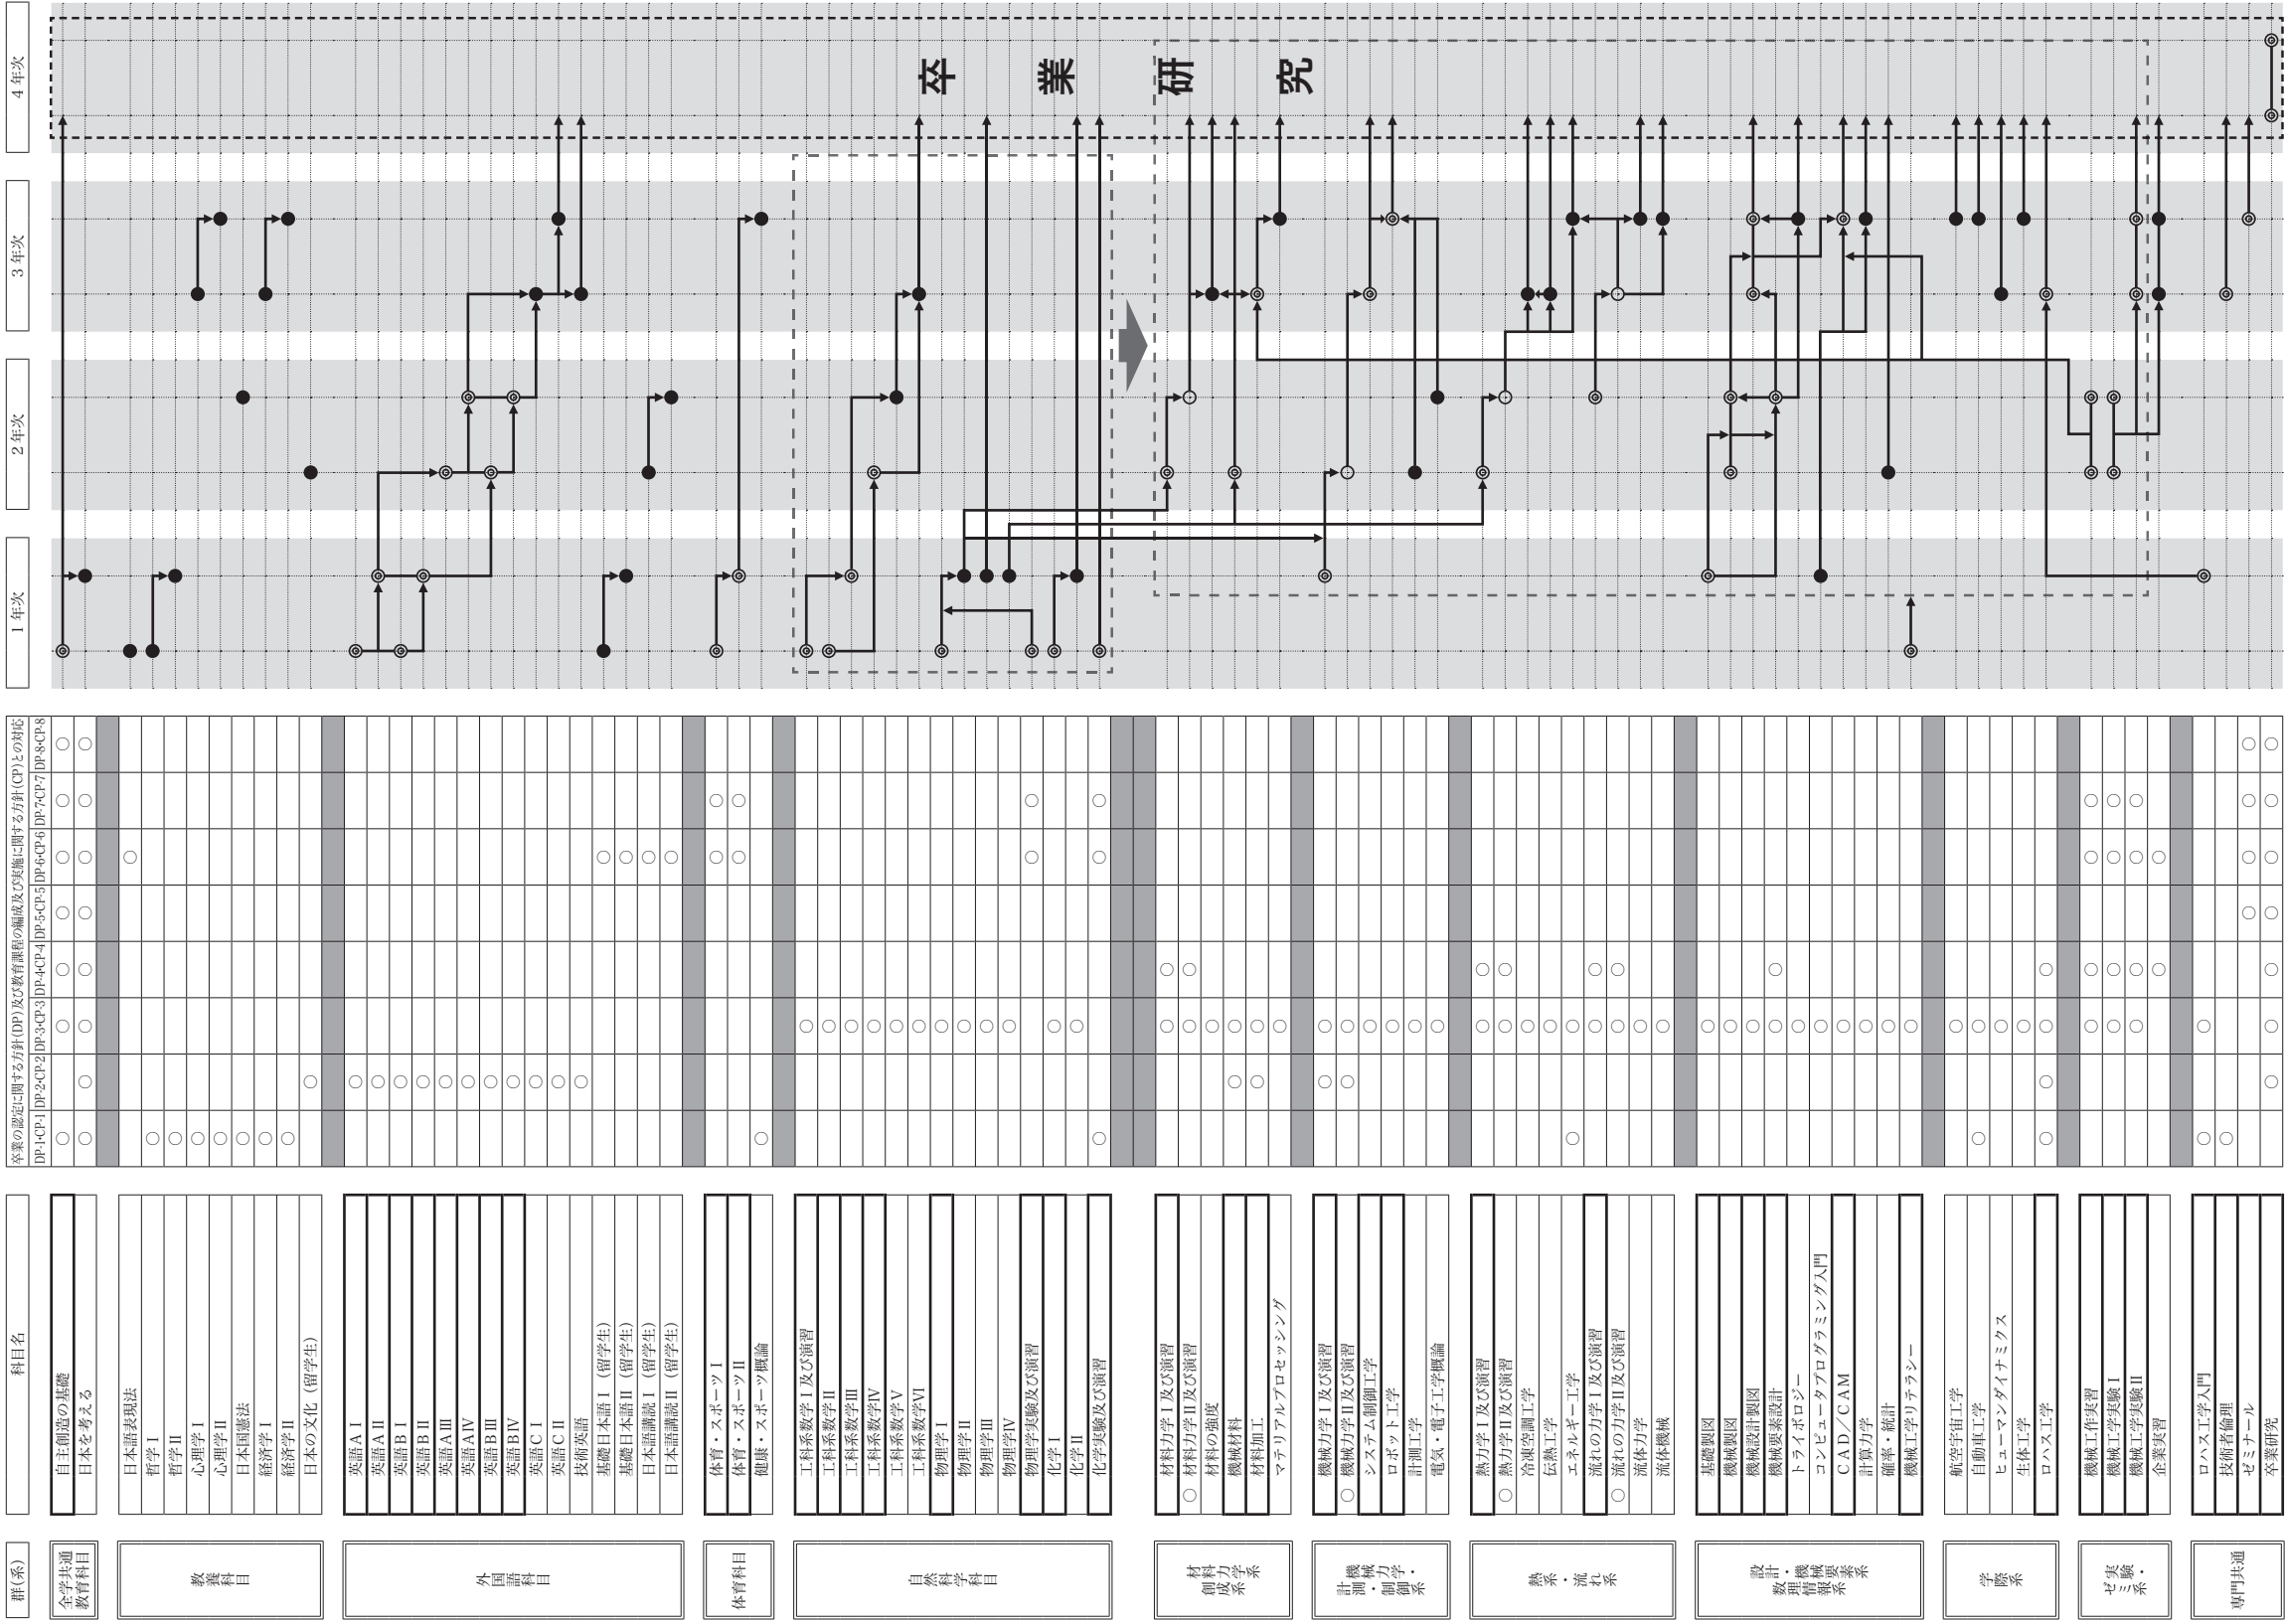 群(系)
科目名
卒業の認定に関する方針(DP)及び教育課程の編成及び実施に関する方針(CP)との対応
DP-1・CP-1
DP-2・CP-2
DP-3・CP-3
DP-4・CP-4
DP-5・CP-5
DP-6・CP-6
DP-7・CP-7
DP-8・CP-8
1年次
2年次
3年次
4年次
全学共通
教育科目
自主創造の基礎
日本を考える
教養科目
日本語表現法
哲学Ⅰ
哲学Ⅱ
心理学Ⅰ
心理学Ⅱ
日本国憲法
経済学Ⅰ
経済学Ⅱ
日本の文化（留学生）
外国語科目
英語AⅠ
英語AⅡ
英語BⅠ
英語BⅡ
英語AⅢ
英語AⅣ
英語BⅢ
英語BⅣ
英語CⅠ
英語CⅡ
技術英語
基礎日本語Ⅰ（留学生）
基礎日本語Ⅱ（留学生）
日本語講読Ⅰ（留学生）
日本語講読Ⅱ（留学生）
体育科目
体育・スポーツⅠ
体育・スポーツⅡ
健康・スポーツ概論
自然科学科目
工科系数学Ⅰ及び演習
工科系数学Ⅱ
工科系数学Ⅲ
工科系数学Ⅳ
工科系数学Ⅴ
工科系数学Ⅵ
物理学Ⅰ
物理学Ⅱ
物理学Ⅲ
物理学Ⅳ
物理学実験及び演習
化学Ⅰ
化学Ⅱ
化学実験及び演習
材料力学
創成系系
材料力学Ⅰ及び演習
○材料力学Ⅱ及び演習
材料の強度
機械材料
材料加工
マテリアルプロセッシング
機械力学・
計測・制御系
機械力学Ⅰ及び演習
○機械力学Ⅱ及び演習
システム制御工学
ロボット工学
計測工学
電気・電子工学概論
熱・流れ
系系
熱力学Ⅰ及び演習
○熱力学Ⅱ及び演習
冷凍空調工学
伝熱工学
エネルギー工学
流れの力学Ⅰ及び演習
○流れの力学Ⅱ及び演習
流体力学
流体機械
設計・機械要素系
数理情報系
基礎製図
機械製図
機械設計製図
機械要素設計
トライボロジー
コンピュータプログラミング入門
CAD／CAM
計算力学
確率・統計
機械工学リテラシー
学際系
航空宇宙工学
自動車工学
ヒューマンダイナミクス
生体工学
ロハス工学
実験・
ゼミ系
機械工作実習
機械工学実験Ⅰ
機械工学実験Ⅱ
企業実習
専門共通
ロハス工学入門
技術者倫理
ゼミナール
卒業研究
卒業研究